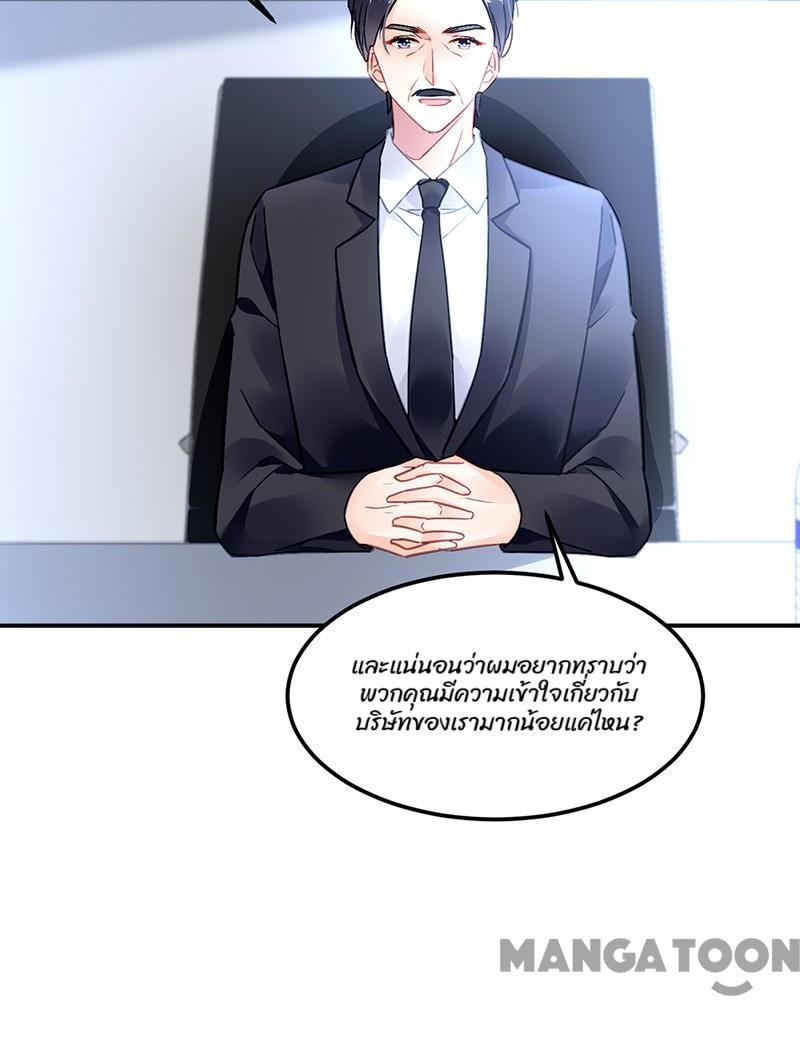 และแน่นอนว่าผมอยากทราบว่า
พวกคุณมีความเข้าใจเกี่ยวกับ
บริษัทของเรามากน้อยแค่ไหน?
MANGATOON